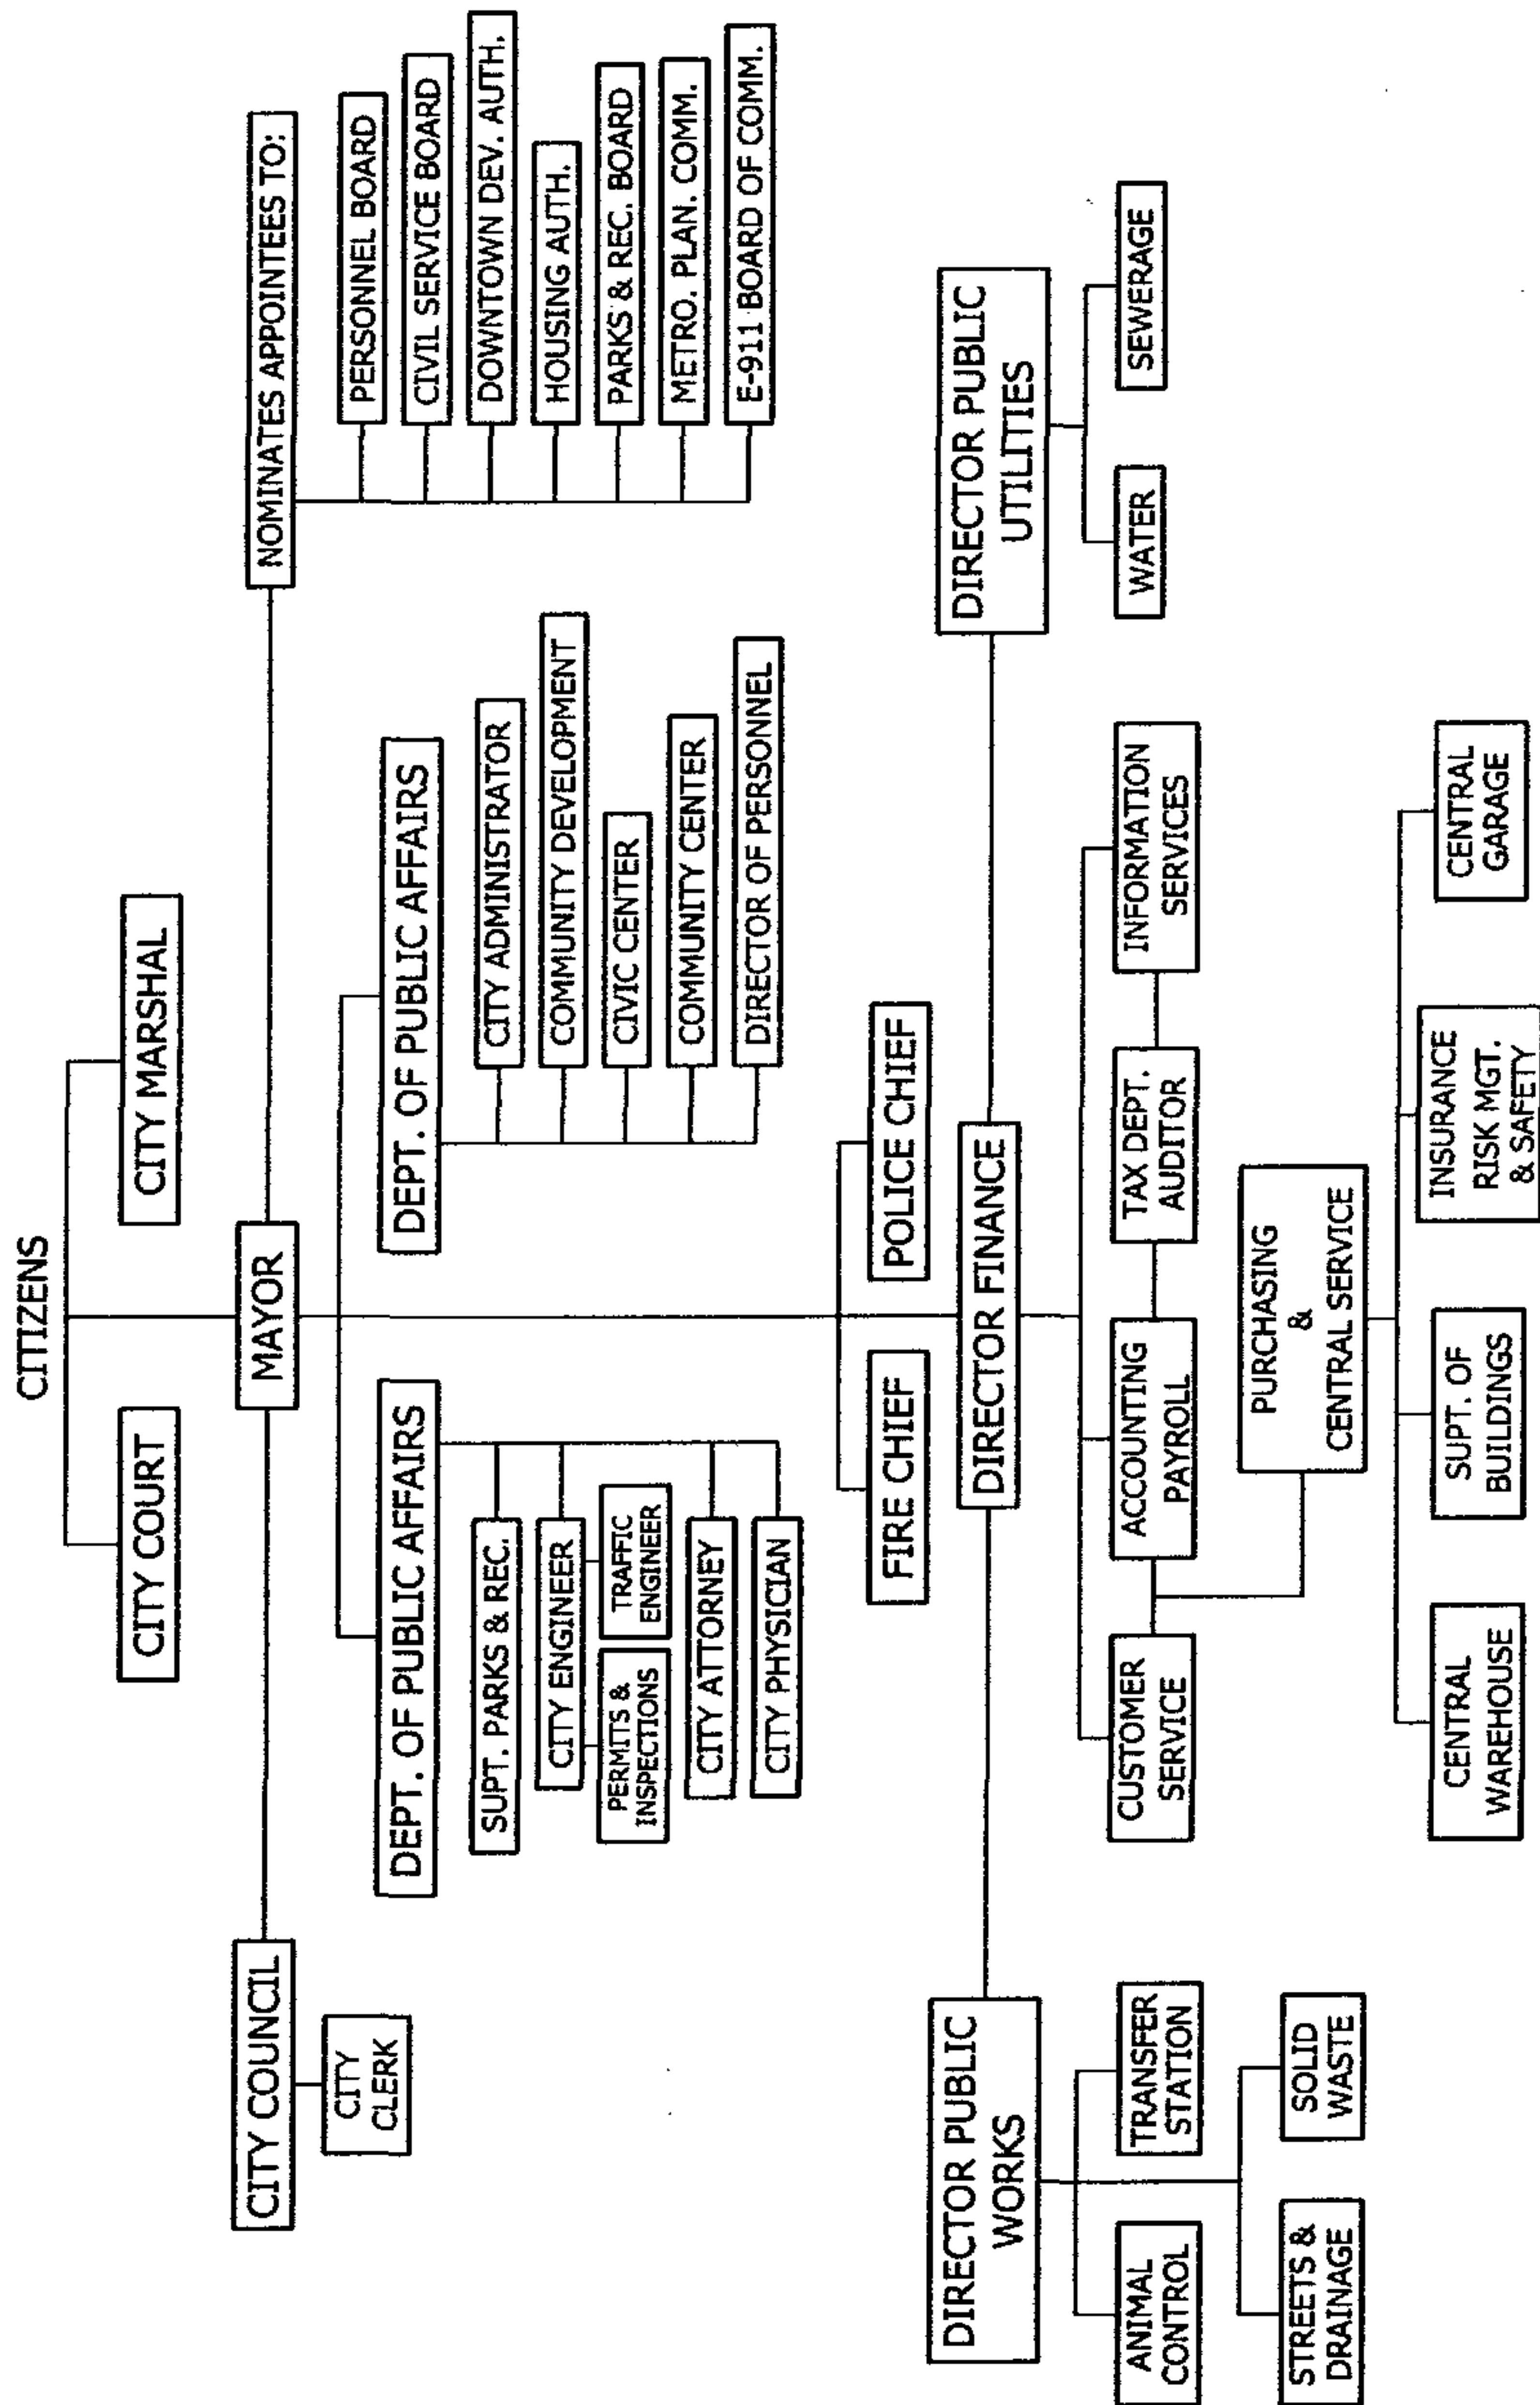 CITIZENS
CITY COURT
CITY MARSHAL
CITY COUNCIL
MAYOR
NOMINATES APPOINTEES TO:
CITY
CLERK
DEPT. OF PUBLIC AFFAIRS
SUPT. PARKS & REC.
CITY ENGINEER
PERMITS &
INSPECTIONS
TRAFFIC
ENGINEER
CITY ATTORNEY
CITY PHYSICIAN
DEPT. OF PUBLIC AFFAIRS
CITY ADMINISTRATOR
COMMUNITY DEVELOPMENT
CIVIC CENTER
COMMUNITY CENTER
DIRECTOR OF PERSONNEL
PERSONNEL BOARD
CIVIL SERVICE BOARD
DOWNTOWN DEV. AUTH.
HOUSING AUTH.
PARKS & REC. BOARD
METRO. PLAN. COMM.
E-911 BOARD OF COMM.
FIRE CHIEF
POLICE CHIEF
DIRECTOR PUBLIC
WORKS
DIRECTOR FINANCE
DIRECTOR PUBLIC
UTILITIES
ANIMAL
CONTROL
TRANSFER
STATION
STREETS &
DRAINAGE
SOLID
WASTE
CUSTOMER
SERVICE
ACCOUNTING
PAYROLL
TAX DEPT.
AUDITOR
INFORMATION
SERVICES
WATER
SEWERAGE
PURCHASING
&
CENTRAL SERVICE
CENTRAL
WAREHOUSE
SUPT. OF
BUILDINGS
INSURANCE
RISK MGT.
& SAFETY
CENTRAL
GARAGE